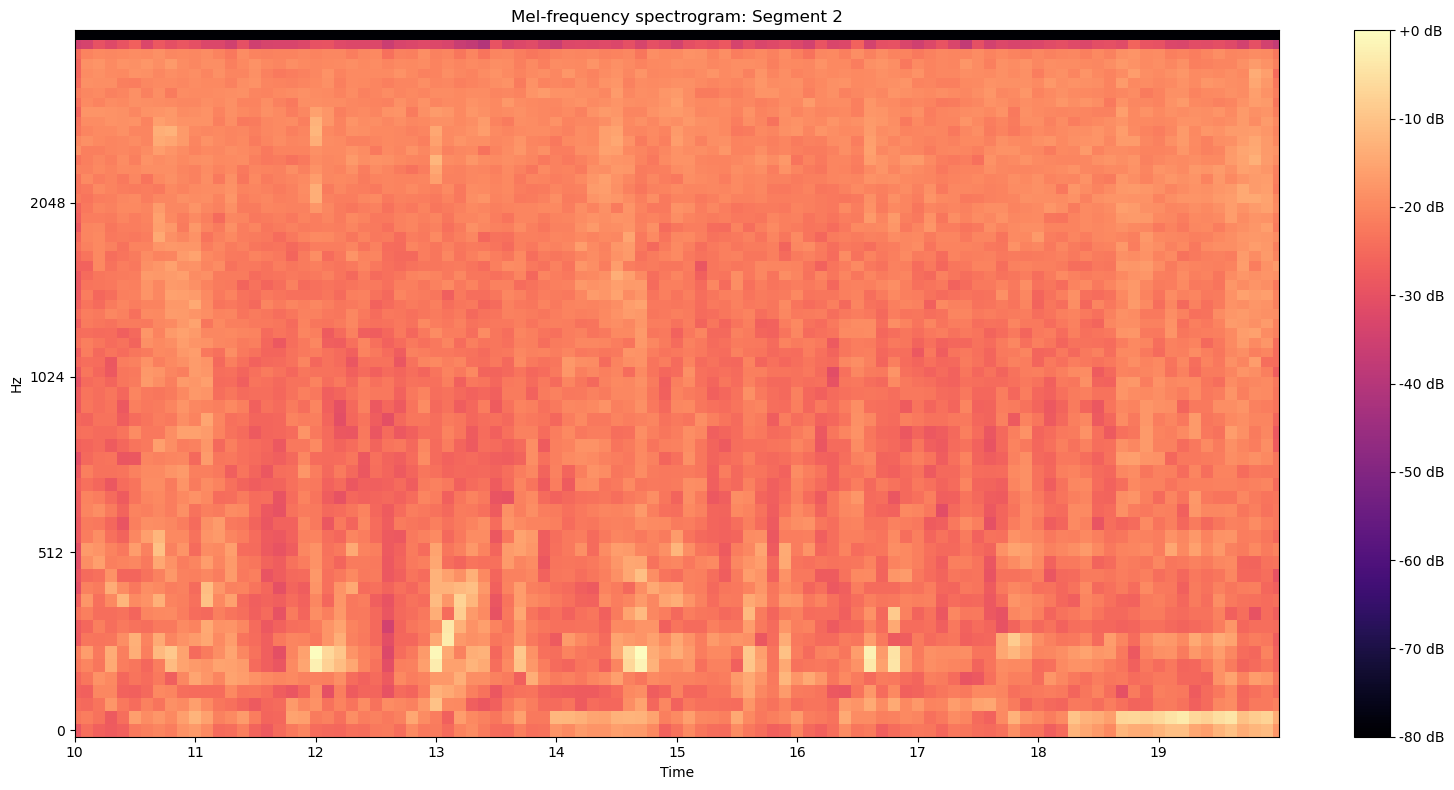 Mel-frequency spectrogram: Segment 2
Hz
2048
1024
512
0
10 11 12 13 14 15 16 17 18 19
Time
+0 dB
-10 dB
-20 dB
-30 dB
-40 dB
-50 dB
-60 dB
-70 dB
-80 dB